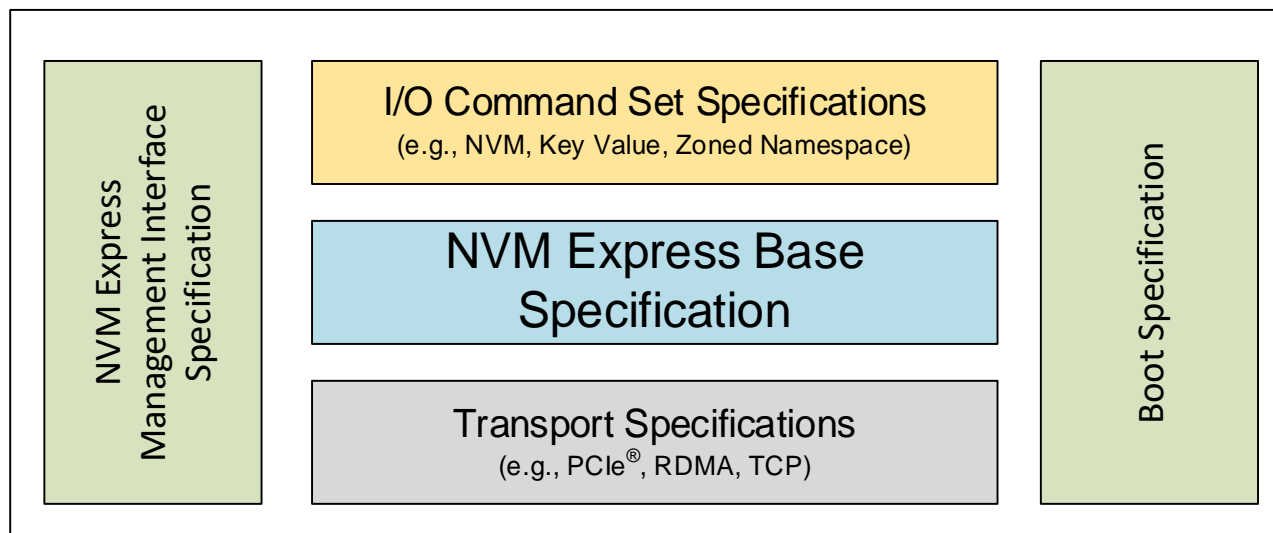 NVM Express
Management Interface
Specification
I/O Command Set Specifications
(e.g., NVM, Key Value, Zoned Namespace)
NVM Express Base
Specification
Transport Specifications
(e.g., PCIe®, RDMA, TCP)
Boot Specification